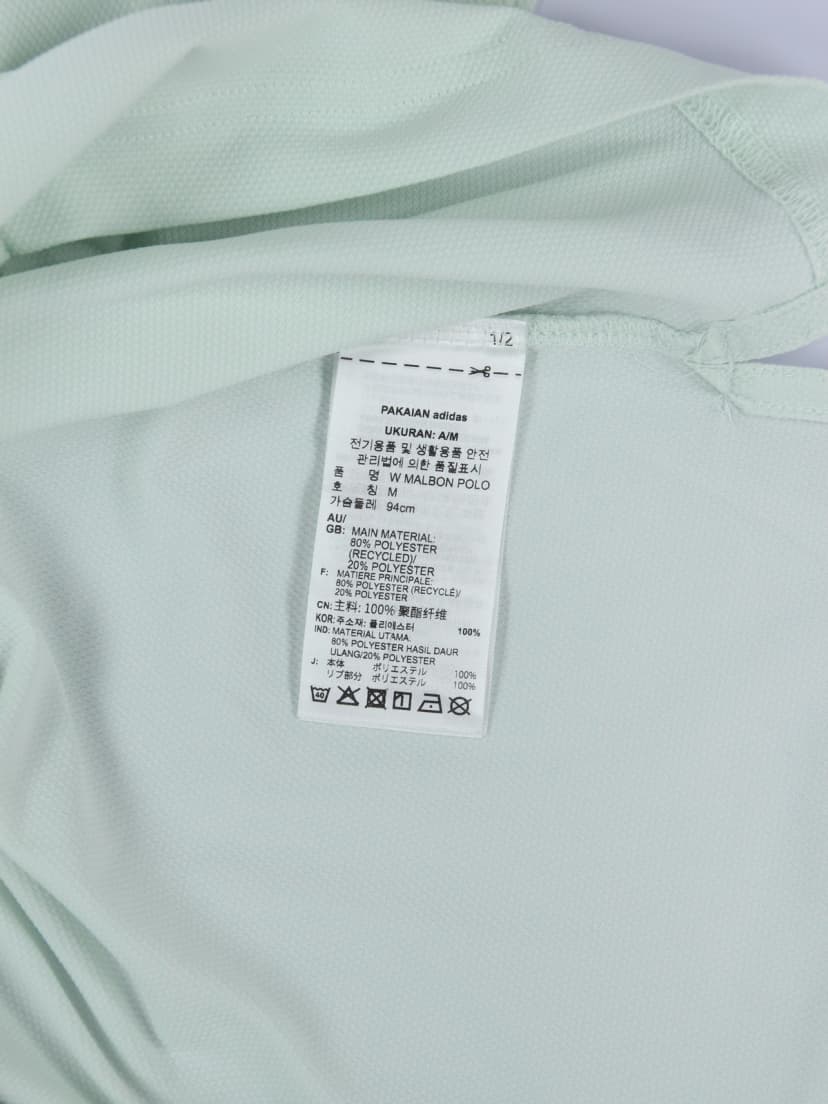 1/2
PAKAIAN adidas
UKURAN: A/M
전기용품 및 생활용품 안전
관리법에 의한 품질표시
품 명 W MALBON POLO
호 칭 M
가슴둘레 94cm
AU/
GB: MAIN MATERIAL:
80% POLYESTER
(RECYCLED)/
20% POLYESTER
F: MATIERE PRINCIPALE:
80% POLYESTER (RECYCLÉ)/
20% POLYESTER
CN: 主料: 100% 聚酯纤维
KOR: 주소재: 폴리에스터 100%
IND: MATERIAL UTAMA:
80% POLYESTER HASIL DAUR
ULANG/20% POLYESTER
J: 本体 ポリエステル 100%
リブ部分 ポリエステル 100%
40